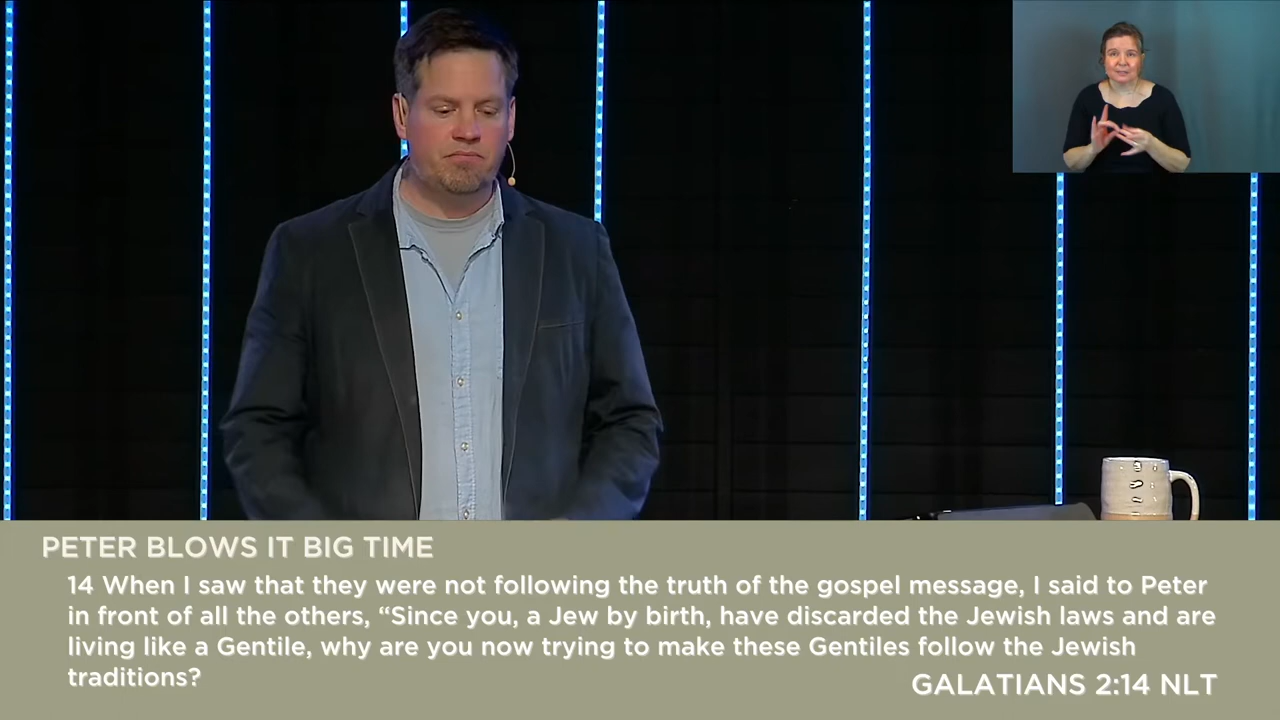 PETER BLOWS IT BIG TIME
14 When I saw that they were not following the truth of the gospel message, I said to Peter
in front of all the others, “Since you, a Jew by birth, have discarded the Jewish laws and are
living like a Gentile, why are you now trying to make these Gentiles follow the Jewish
traditions?
GALATIANS 2:14 NLT